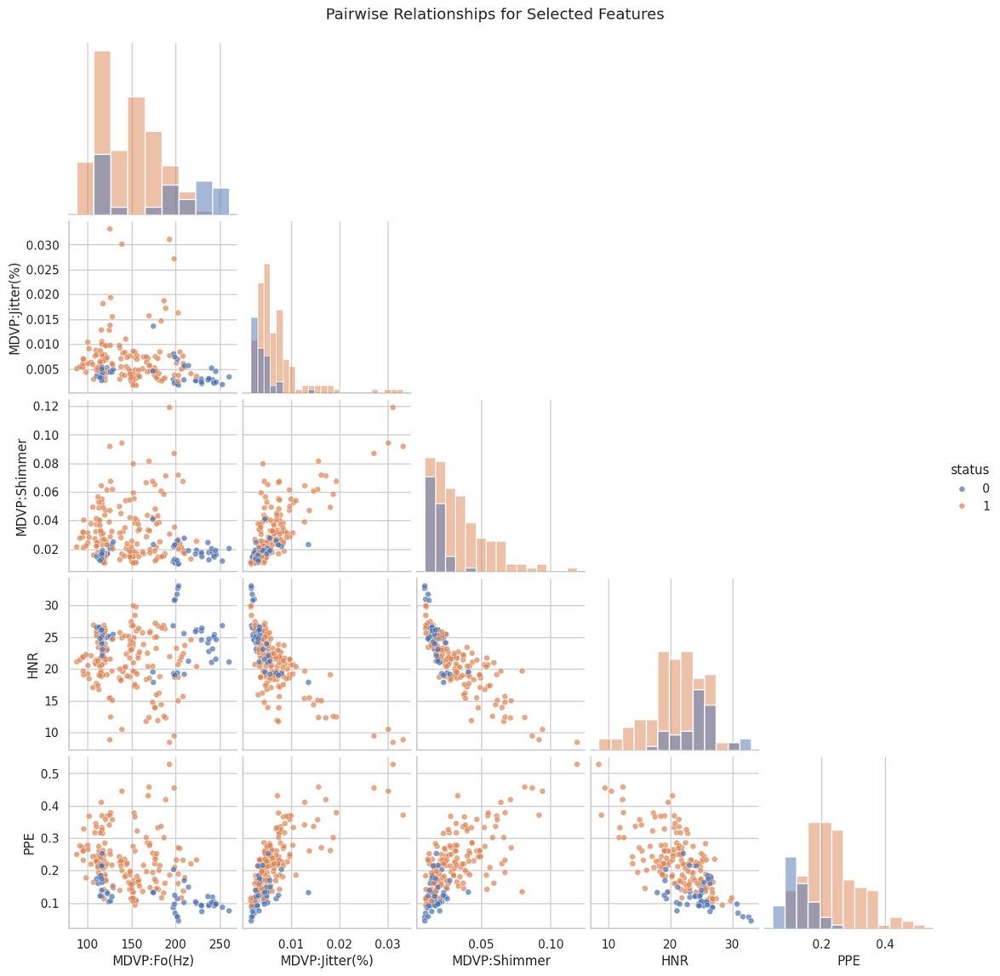 Pairwise Relationships for Selected Features
MDVP:Jitter(%)
0.030
0.025
0.020
0.015
0.010
0.005
MDVP:Shimmer
0.12
0.10
0.08
0.06
0.04
0.02
status
0
1
HNR
30
25
20
15
10
PPE
0.5
0.4
0.3
0.2
0.1
100 150 200 250
0.01 0.02 0.03
0.05 0.10
10 20 30
0.2 0.4
MDVP:Fo(Hz)
MDVP:Jitter(%)
MDVP:Shimmer
HNR
PPE